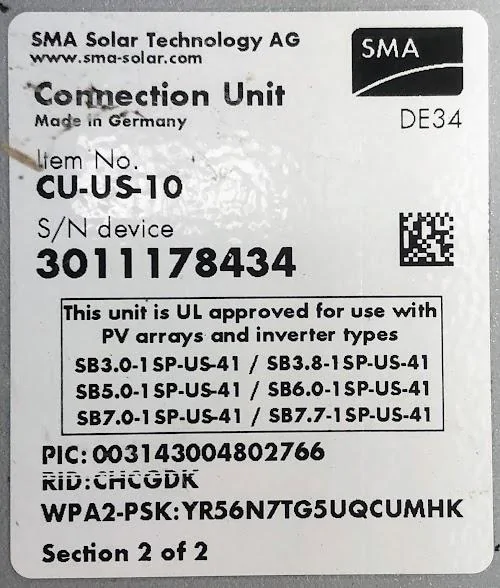 SMA Solar Technology AG
www.sma-solar.com
SMA
Connection Unit
Made in Germany
DE34
Item No.
CU-US-10
S/N device
3011178434
This unit is UL approved for use with
PV arrays and inverter types
SB3.0-1SP-US-41 / SB3.8-1SP-US-41
SB5.0-1SP-US-41 / SB6.0-1SP-US-41
SB7.0-1SP-US-41 / SB7.7-1SP-US-41
PIC: 003143004802766
RID:CHCGDK
WPA2-PSK:YR56N7TG5UQCUMHK
Section 2 of 2